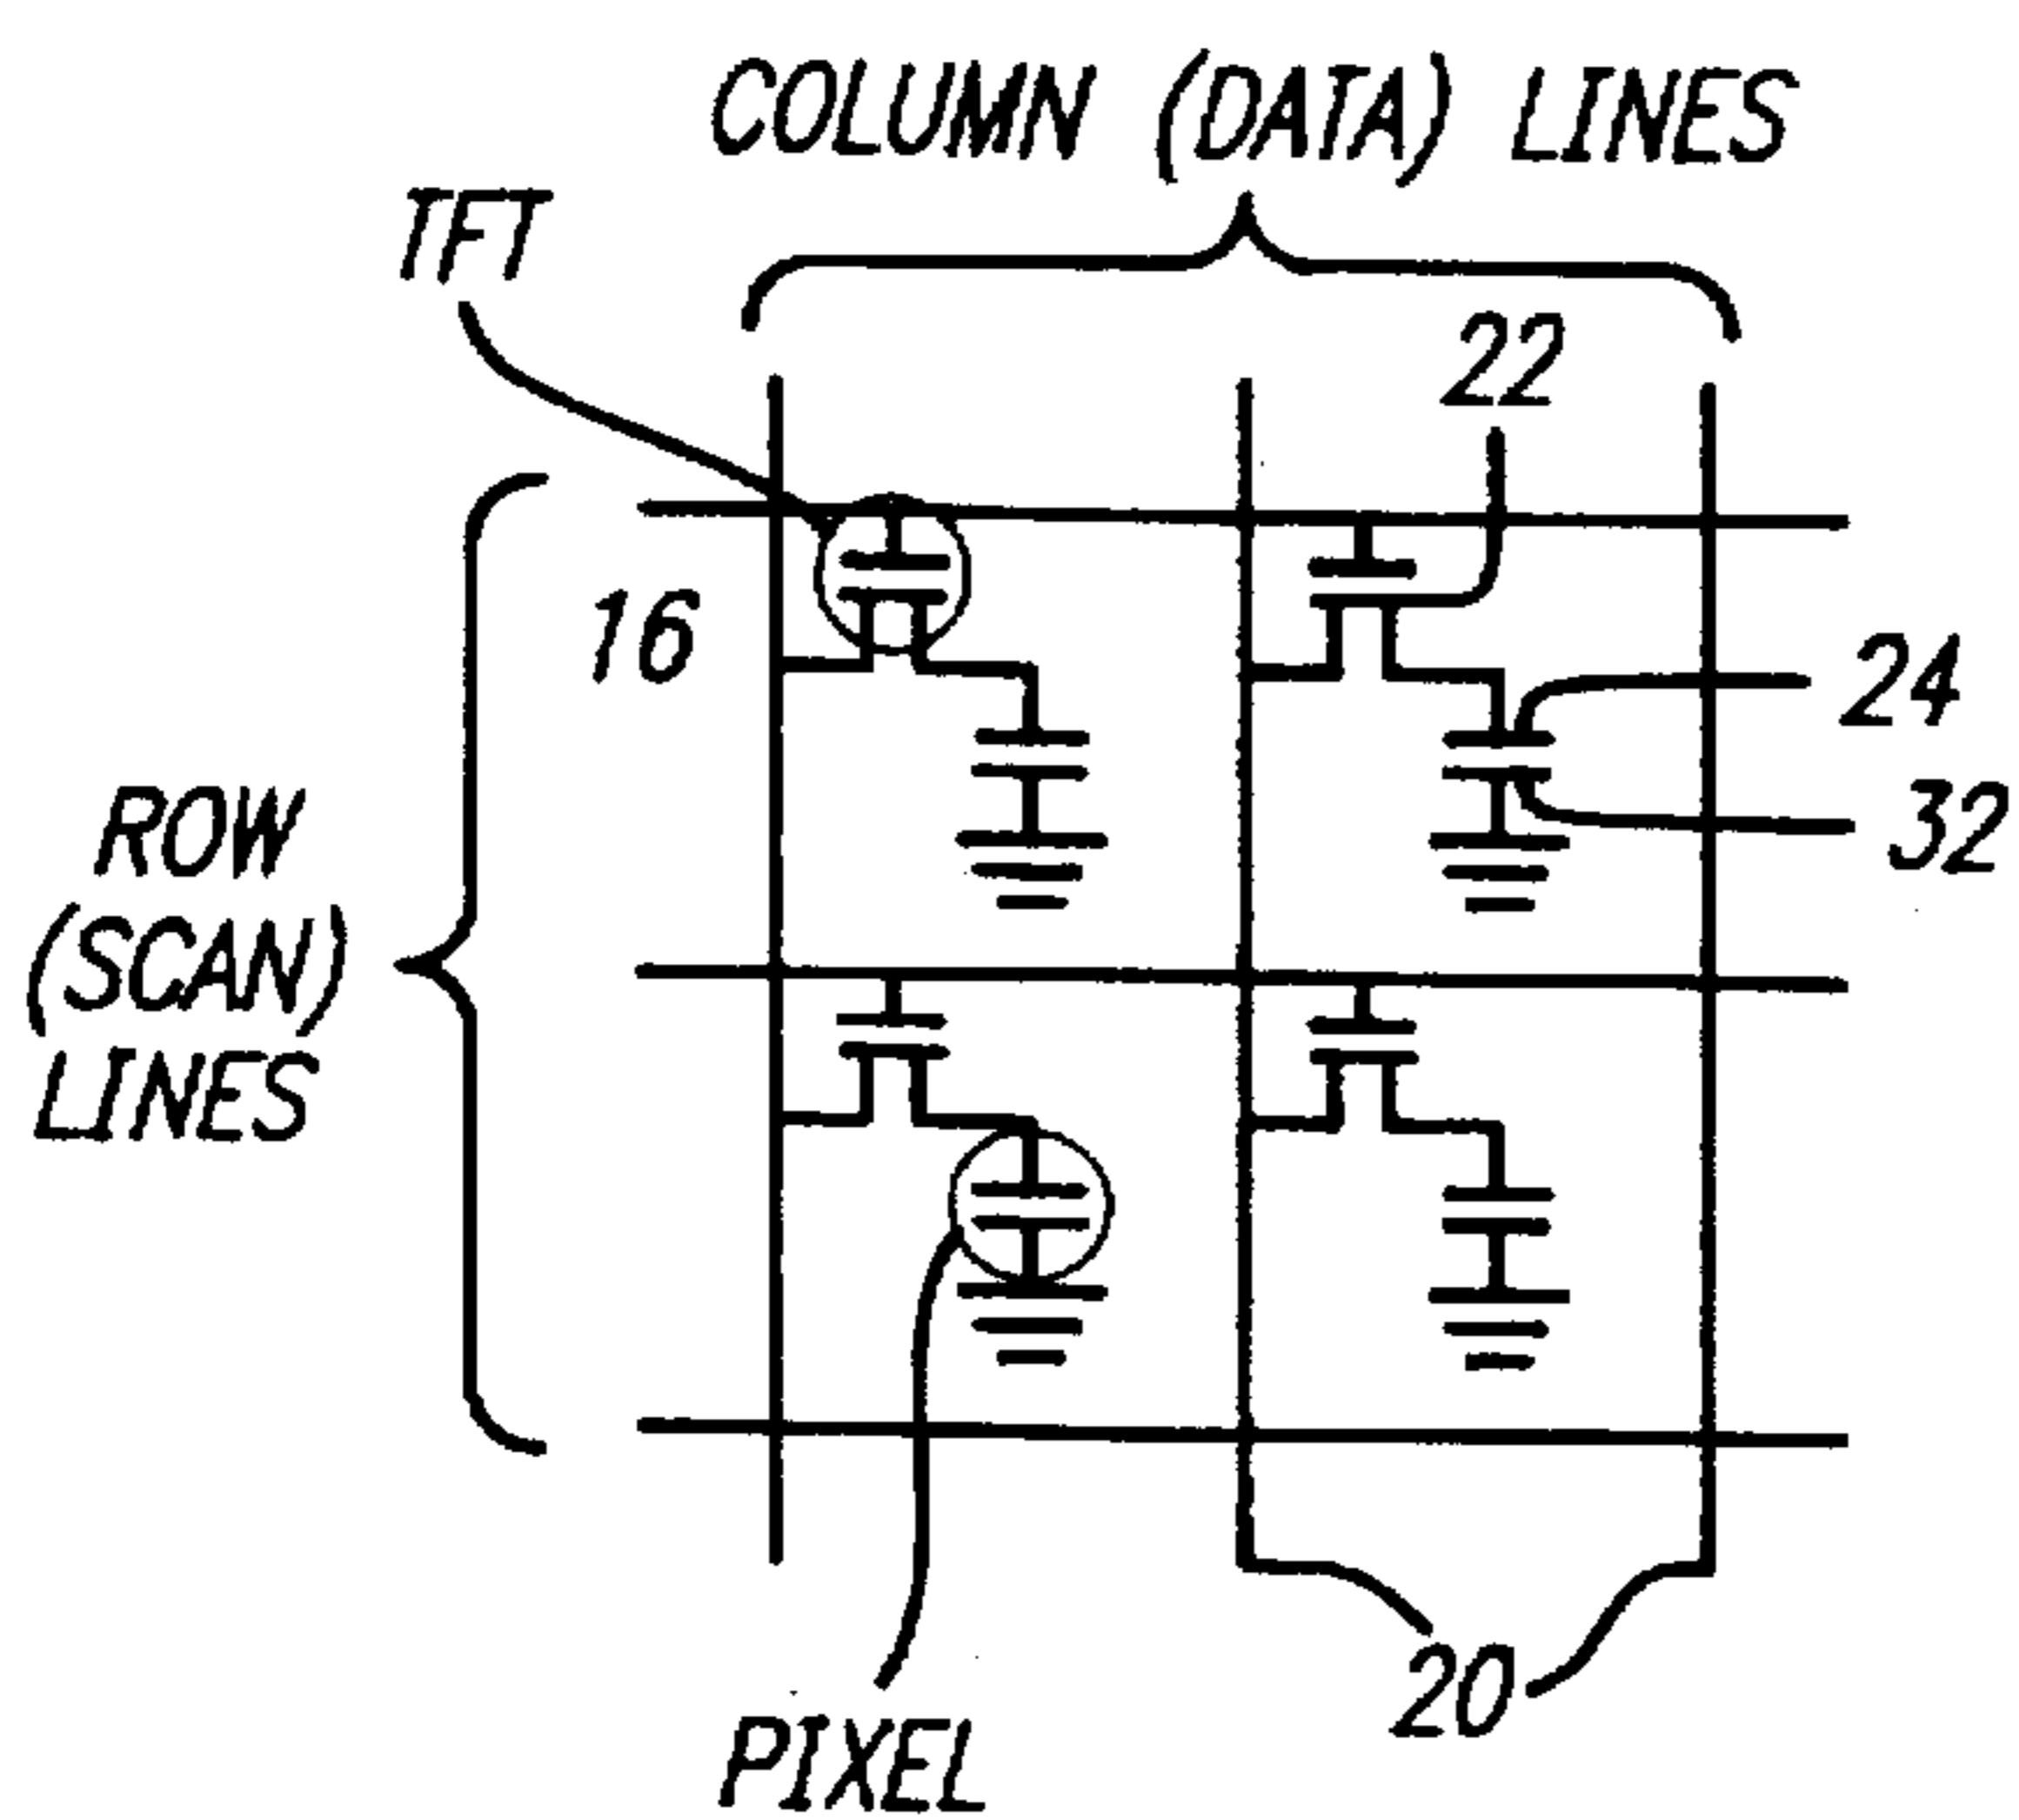 COLUMN (DATA) LINES
TFT
22
16
24
32
ROW
(SCAN)
LINES
20
PIXEL